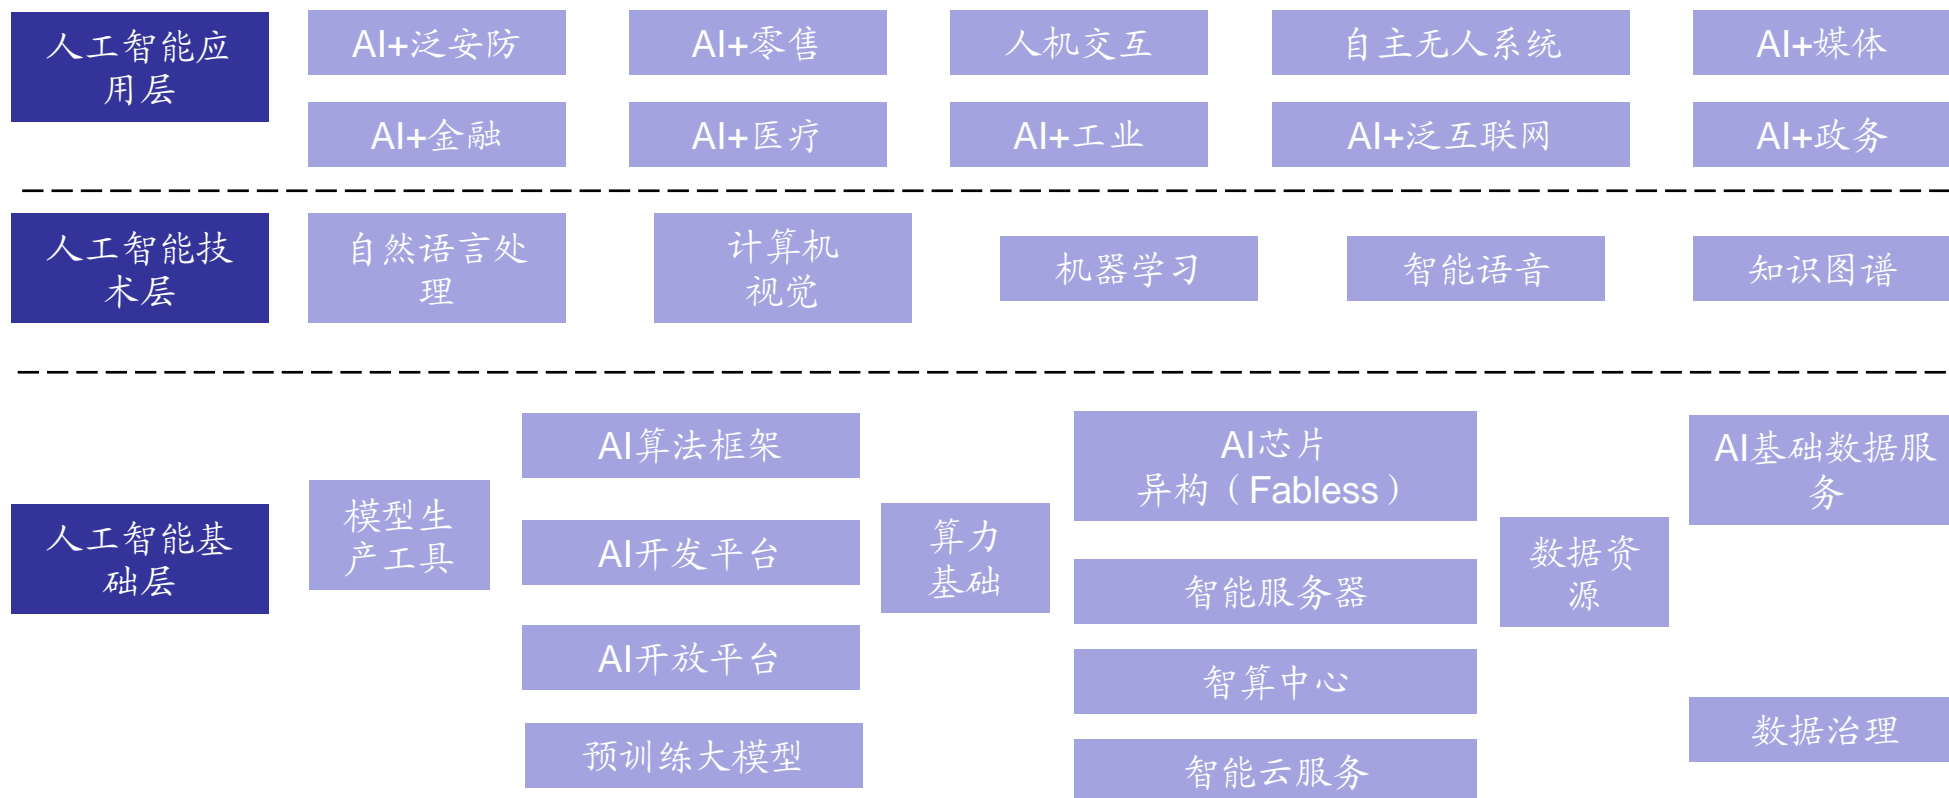 人工智能应
用层
AI+泛安防
AI+零售
人机交互
自主无人系统
AI+媒体
AI+金融
AI+医疗
AI+工业
AI+泛互联网
AI+政务
人工智能技
术层
自然语言处
理
计算机
视觉
机器学习
智能语音
知识图谱
人工智能基
础层
模型生
产工具
AI算法框架
AI开发平台
AI开放平台
预训练大模型
算力
基础
AI芯片
异构（Fabless）
智能服务器
智算中心
智能云服务
数据资
源
AI基础数据服
务
数据治理